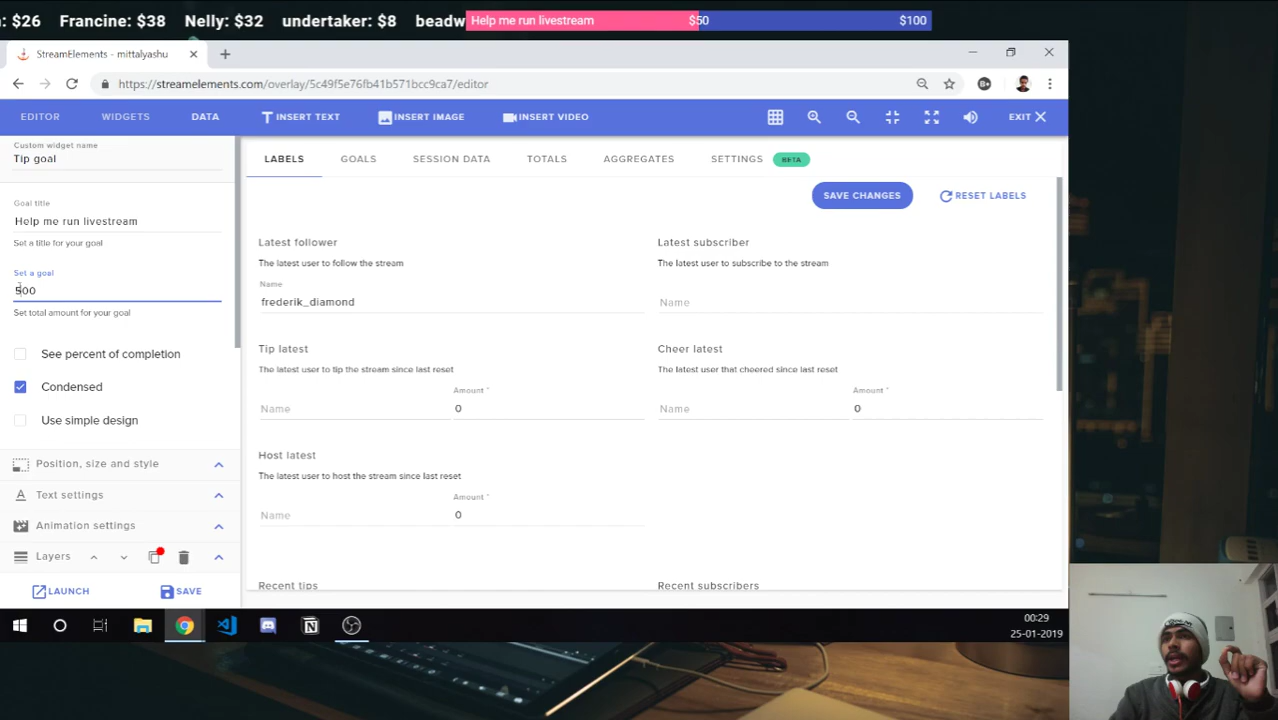 : $26 Francine: $38 Nelly: $32 undertaker: $8 beadw
Help me run livestream $50 $100
StreamElements - mittalyashu
https://streamelements.com/overlay/5c49f5e76fb41b571bcc9ca7/editor
EDITOR WIDGETS DATA INSERT TEXT INSERT IMAGE INSERT VIDEO EXIT
Custom widget name
Tip goal
LABELS GOALS SESSION DATA TOTALS AGGREGATES SETTINGS BETA
SAVE CHANGES RESET LABELS
Goal title
Help me run livestream
Set a title for your goal
Set a goal
500
Set total amount for your goal
See percent of completion
Condensed
Use simple design
Position, size and style
Text settings
Animation settings
Layers
LAUNCH SAVE
Latest follower
The latest user to follow the stream
Name
frederik_diamond
Latest subscriber
The latest user to subscribe to the stream
Name
Tip latest
The latest user to tip the stream since last reset
Amount *
Name 0
Cheer latest
The latest user that cheered since last reset
Amount *
Name 0
Host latest
The latest user to host the stream since last reset
Amount *
Name 0
Recent tips
Recent subscribers
00:29
25-01-2019